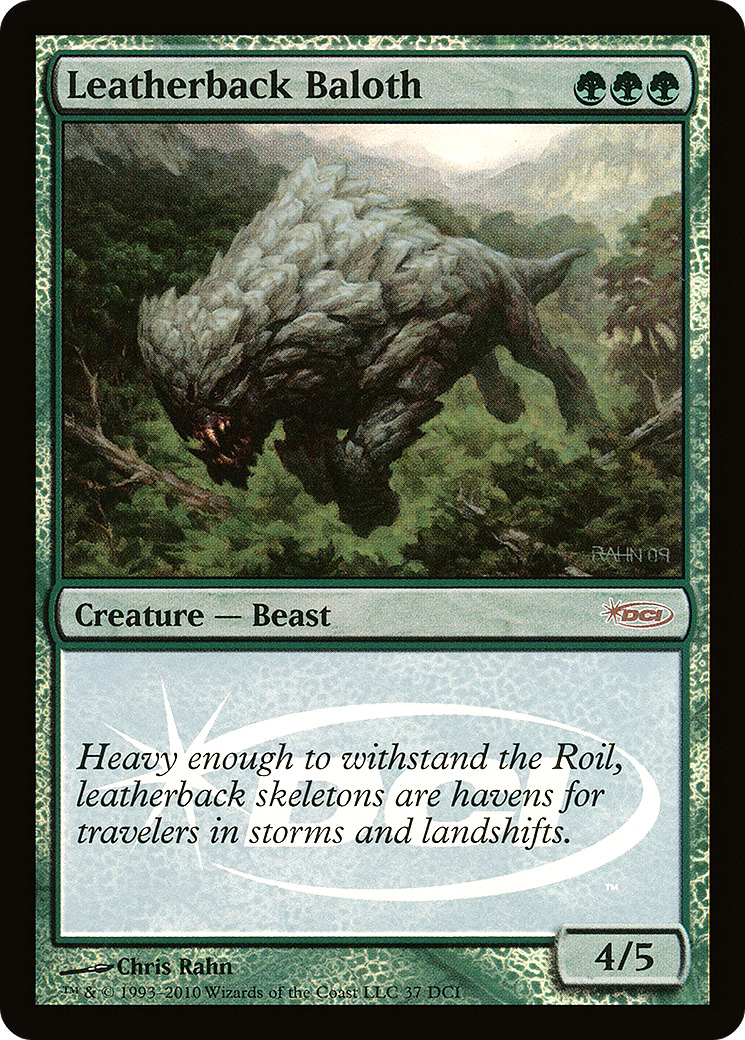 Leatherback Baloth
RAHN 09
Creature — Beast
DCI
DCI
Heavy enough to withstand the Roil,
leatherback skeletons are havens for
travelers in storms and landshifts.
™
4/5
Chris Rahn
™ & © 1993–2010 Wizards of the Coast LLC 37 DCI